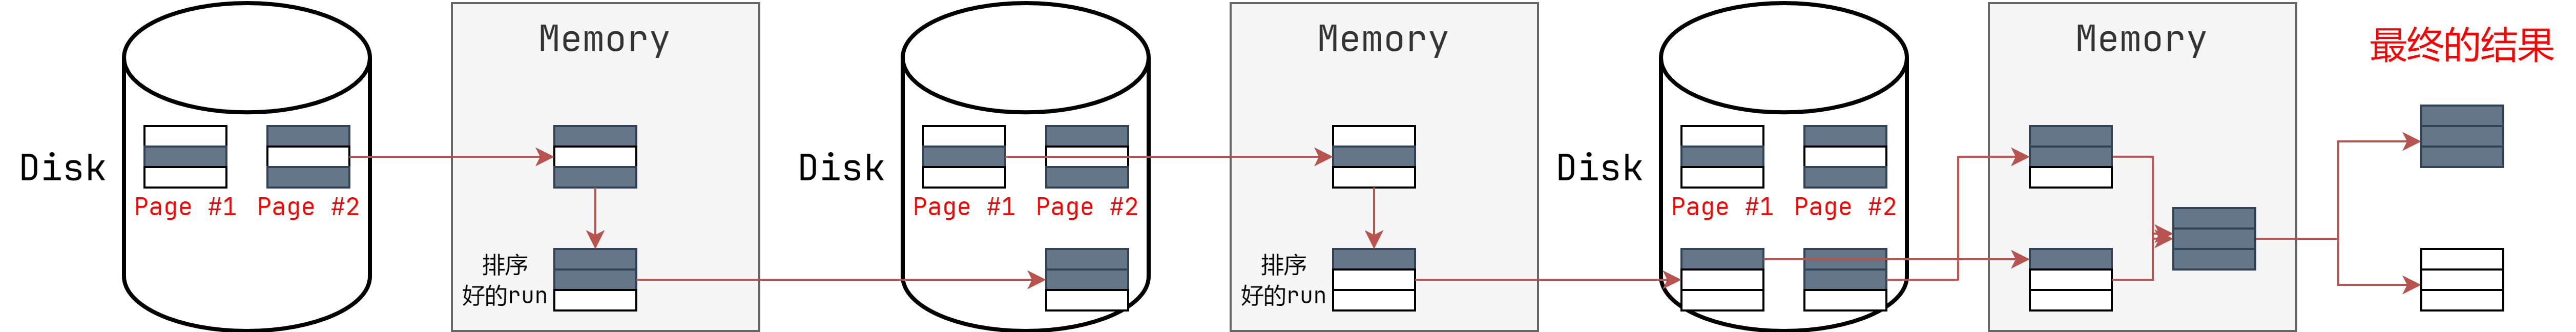 Memory
Disk
Page #1
Page #2
排序
好的run
Memory
Disk
Page #1
Page #2
排序
好的run
Memory
Disk
Page #1
Page #2
最终的结果